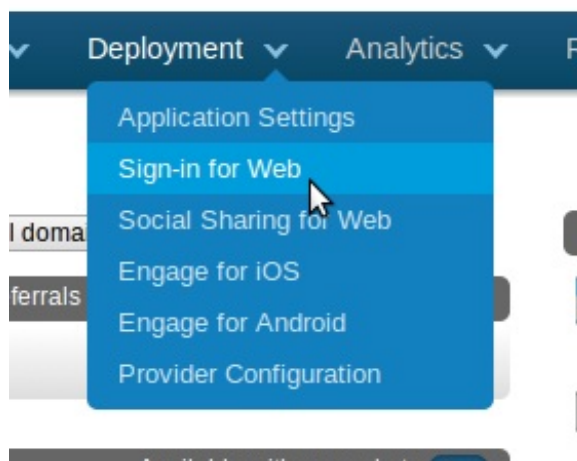 Deployment Analytics
Application Settings
Sign-in for Web
Social Sharing for Web
l domai
Engage for iOS
ferrals
Engage for Android
Provider Configuration